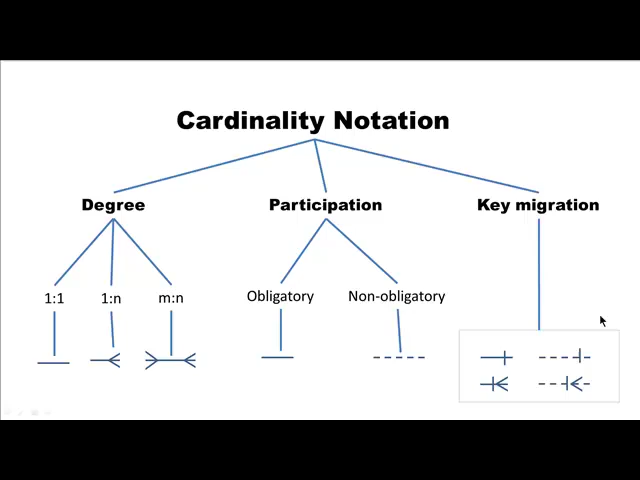 Cardinality Notation
Degree Participation Key migration
1:1 1:n m:n Obligatory Non-obligatory